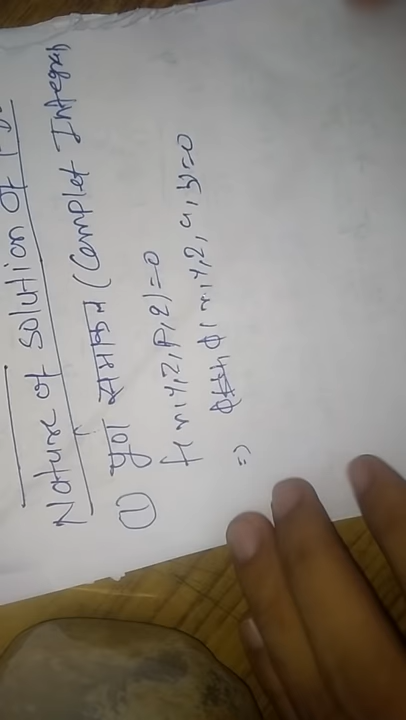 Nature of solution of P.D.
(1) पूर्ण समाकल (Complet Integral)
f(x,y,z,p,q)=0
=> φ(x,y,z,a,b)=0